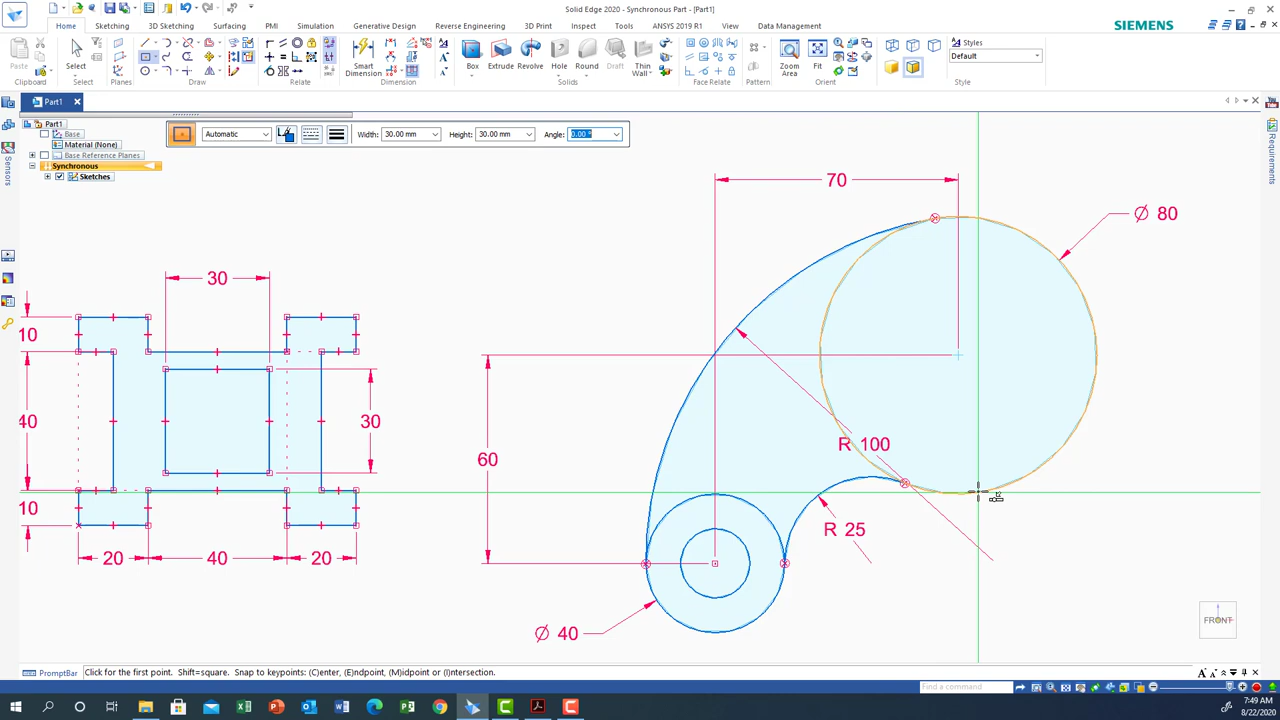 Solid Edge 2020 - Synchronous Part - [Part1]
Home
Sketching
3D Sketching
Surfacing
PMI
Simulation
Generative Design
Reverse Engineering
3D Print
Inspect
Tools
ANSYS 2019 R1
View
Data Management
SIEMENS
Paste
Select
Smart Dimension
Box
Extrude
Revolve
Hole
Round
Draft
Thin Wall
Zoom Area
Fit
Styles
Default
Clipboard
Select
Planes
Draw
Relate
Dimension
Solids
Face Relate
Pattern
Orient
Style
Part1
Part1
Base
Material (None)
Base Reference Planes
Synchronous
Sketches
Automatic
Width: 30.00 mm
Height: 30.00 mm
Angle: 0.00 °
Sensors
Requirements
70
Ø 80
30
10
40
30
10
20
40
20
60
R 100
R 25
Ø 40
FRONT
PromptBar
Click for the first point. Shift=square. Snap to keypoints: (C)enter, (E)ndpoint, (M)idpoint or (I)ntersection.
Find a command
7:49 AM
8/22/2020